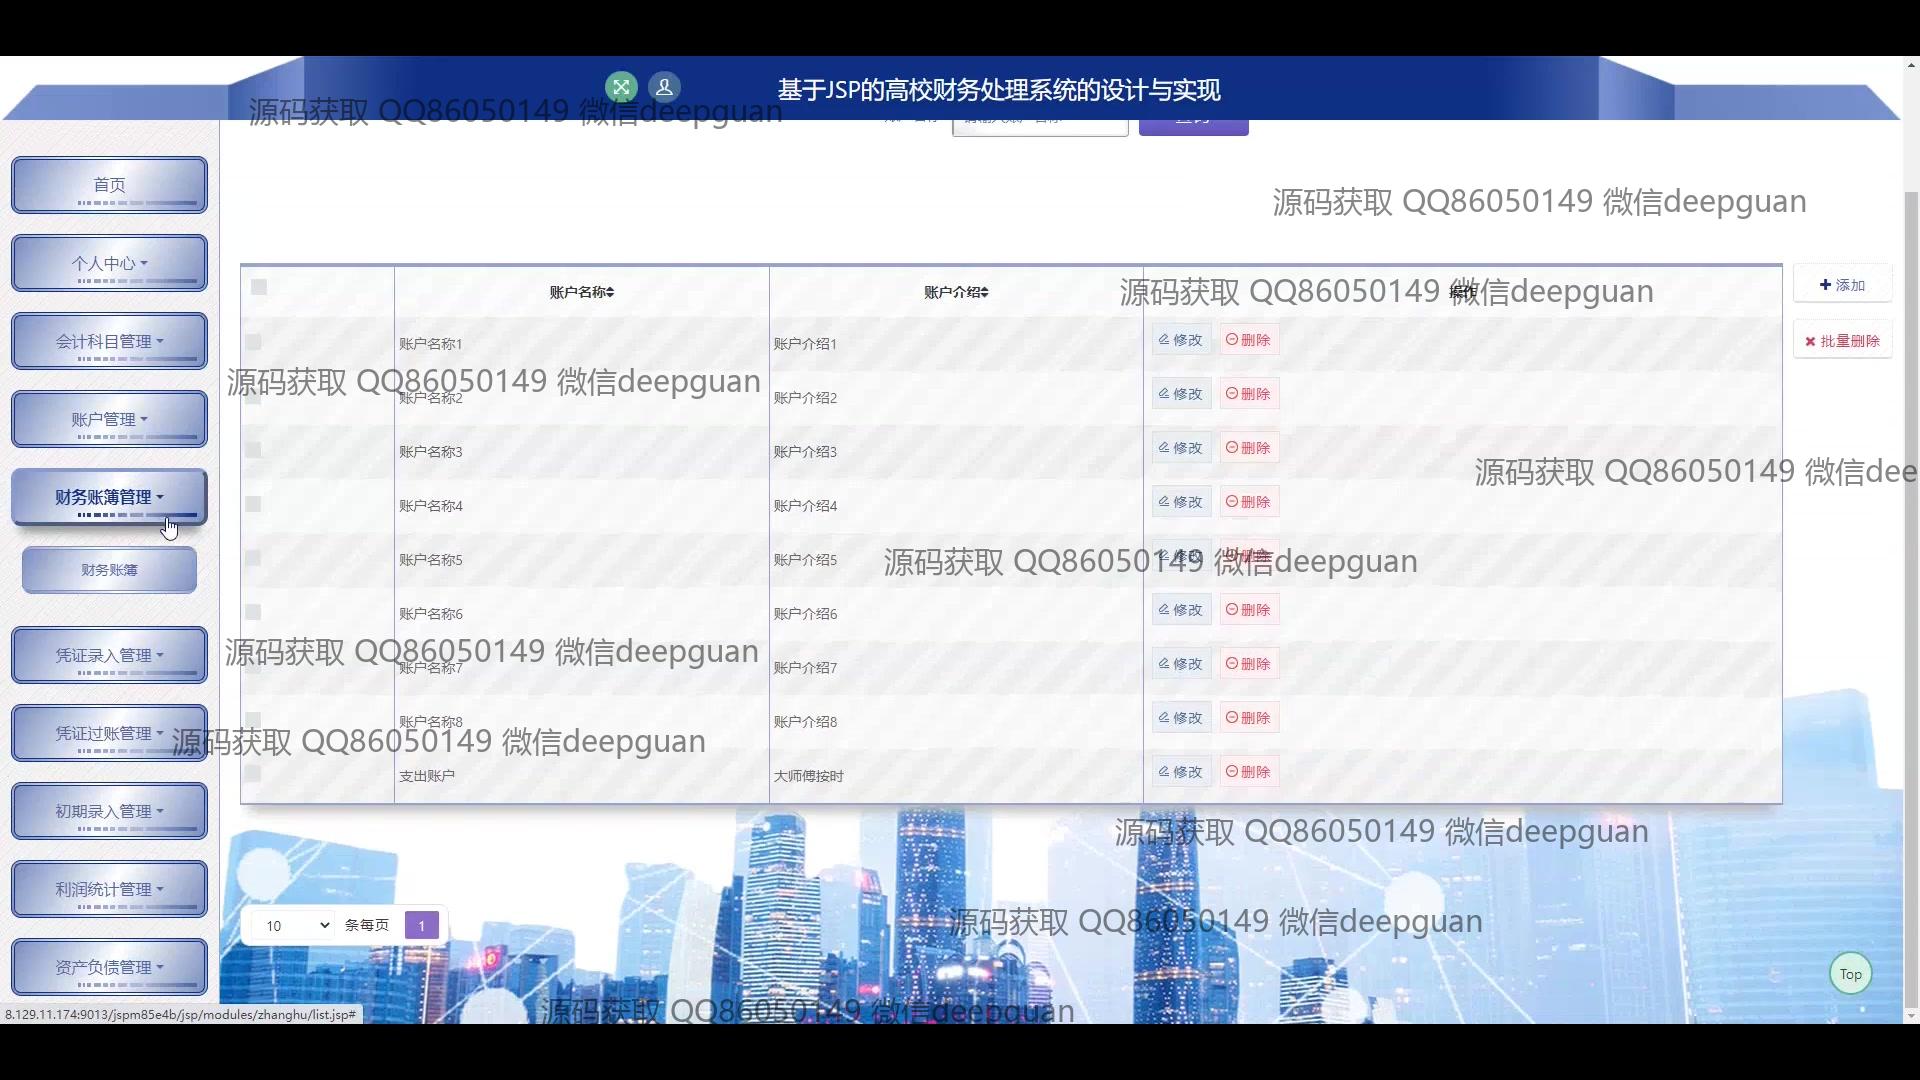 基于JSP的高校财务处理系统的设计与实现
源码获取 QQ86050149 微信deepguan
首页
源码获取 QQ86050149 微信deepguan
个人中心
账户名称
账户介绍
操作
源码获取 QQ86050149 微信deepguan
添加
会计科目管理
账户名称1
账户介绍1
修改
删除
批量删除
源码获取 QQ86050149 微信deepguan
账户名称2
账户介绍2
修改
删除
账户管理
账户名称3
账户介绍3
修改
删除
源码获取 QQ86050149 微信dee
财务账簿管理
账户名称4
账户介绍4
修改
删除
财务账簿
账户名称5
账户介绍5
修改
删除
源码获取 QQ86050149 微信deepguan
账户名称6
账户介绍6
修改
删除
凭证录入管理
源码获取 QQ86050149 微信deepguan
账户名称7
账户介绍7
修改
删除
凭证过账管理
账户名称8
账户介绍8
修改
删除
源码获取 QQ86050149 微信deepguan
支出账户
大师傅按时
修改
删除
初期录入管理
源码获取 QQ86050149 微信deepguan
利润统计管理
10
条每页
1
源码获取 QQ86050149 微信deepguan
资产负债管理
Top
8.129.11.174:9013/jspm85e4b/jsp/modules/zhanghu/list.jsp#
源码获取 QQ86050149 微信deepguan